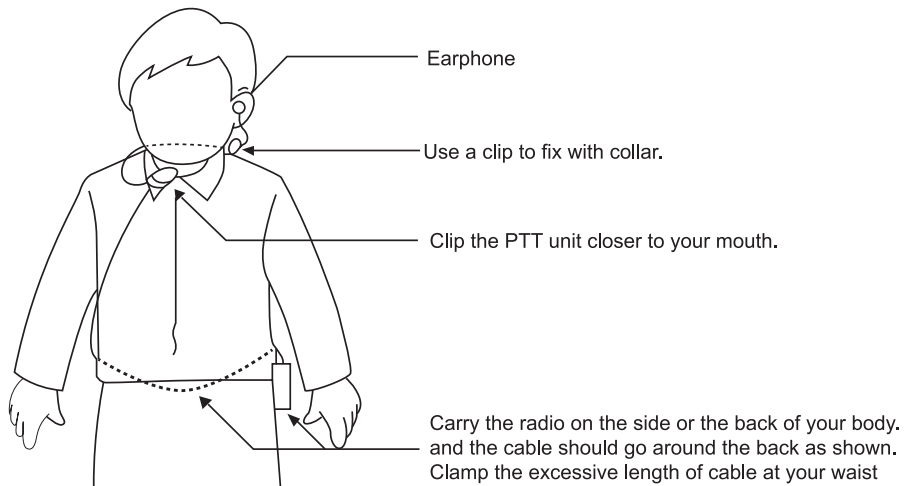 Earphone
Use a clip to fix with collar.
Clip the PTT unit closer to your mouth.
Carry the radio on the side or the back of your body.
and the cable should go around the back as shown.
Clamp the excessive length of cable at your waist